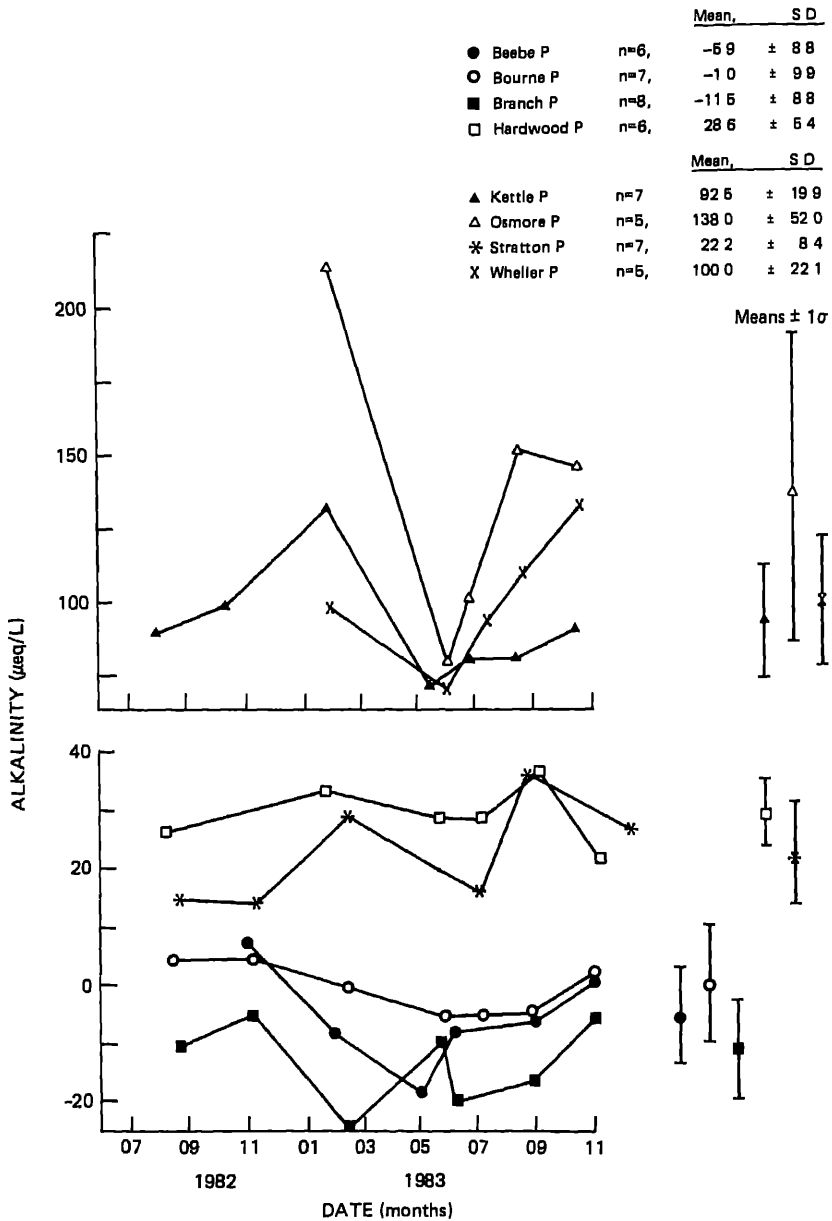 Mean, S D
Beebe P n=6, -5 9 ± 8 8
Bourne P n=7, -1 0 ± 9 9
Branch P n=8, -11 5 ± 8 8
Hardwood P n=6, 28 6 ± 5 4
Mean, S D
Kettle P n=7 92 5 ± 19 9
Osmore P n=5, 138 0 ± 52 0
Stratton P n=7, 22 2 ± 8 4
Wheller P n=5, 100 0 ± 22 1
Means ± 1σ
200
150
100
ALKALINITY (µeq/L)
40
20
0
-20
07 09 11 01 03 05 07 09 11
1982 1983
DATE (months)